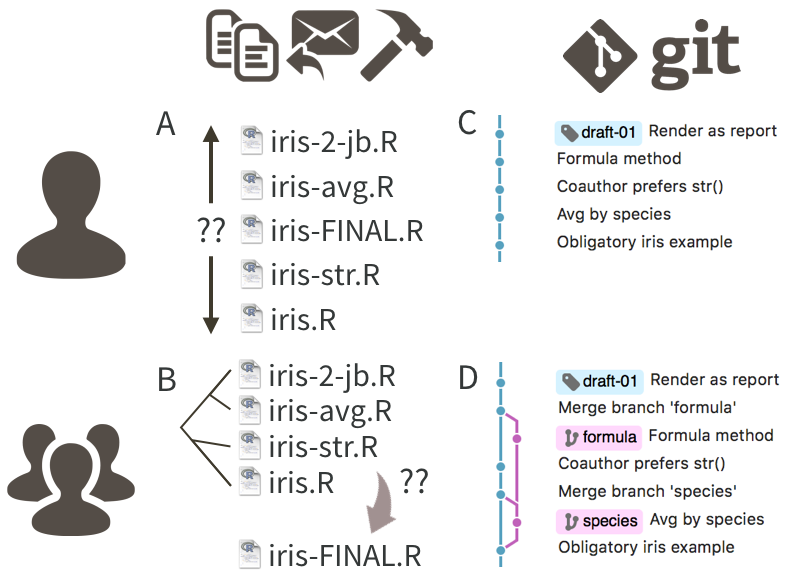 git
A
iris-2-jb.R
iris-avg.R
??
iris-FINAL.R
iris-str.R
iris.R
C
draft-01 Render as report
Formula method
Coauthor prefers str()
Avg by species
Obligatory iris example
B
iris-2-jb.R
iris-avg.R
iris-str.R
iris.R
??
iris-FINAL.R
D
draft-01 Render as report
Merge branch 'formula'
formula Formula method
Coauthor prefers str()
Merge branch 'species'
species Avg by species
Obligatory iris example